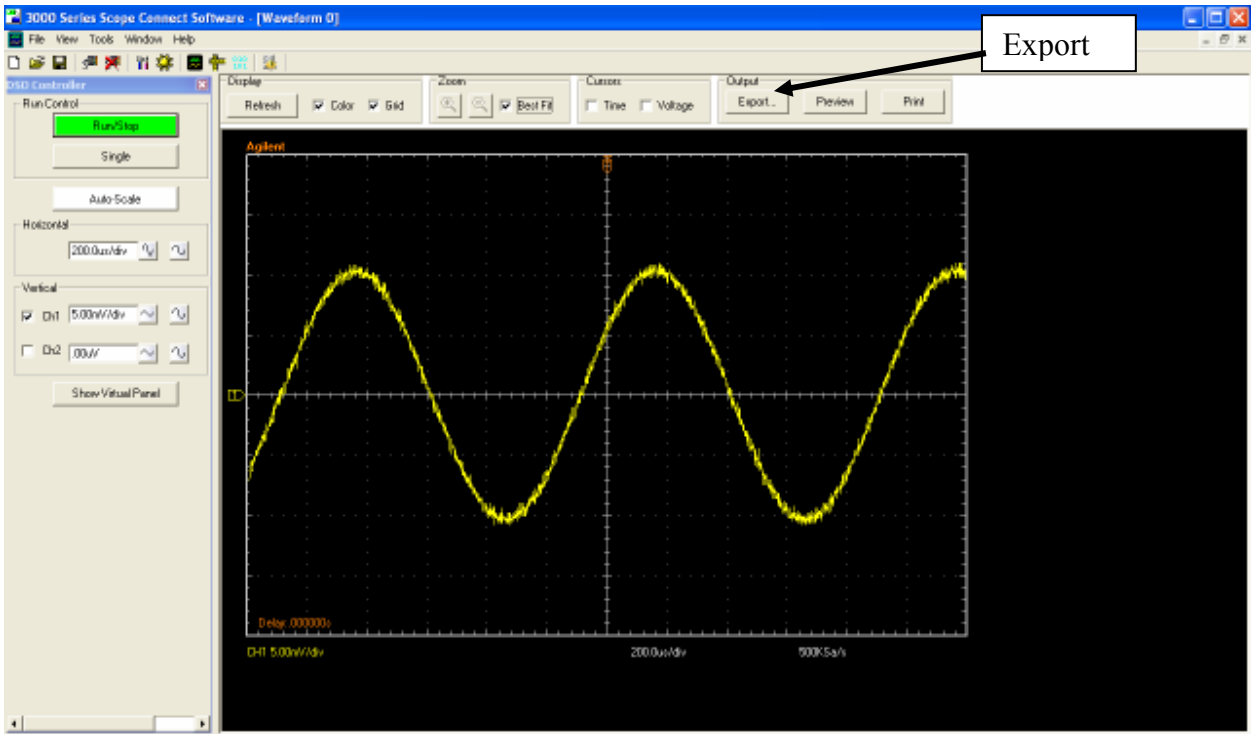 3000 Series Scope Connect Software - [Waveform 0]
File View Tools Window Help
Export
DSO Controller
Run Control
Run/Stop
Single
Auto-Scale
Horizontal
200.0us/div
Vertical
Ch1 5.00mV/div
Ch2 .00uV
Show Virtual Panel
Display
Refresh Color Grid
Zoom
Best Fit
Cursors
Time Voltage
Output
Export... Preview Print
Agilent
T
1
Delay:.000000s
CH1 5.00mV/div 200.0us/div 500KSa/s